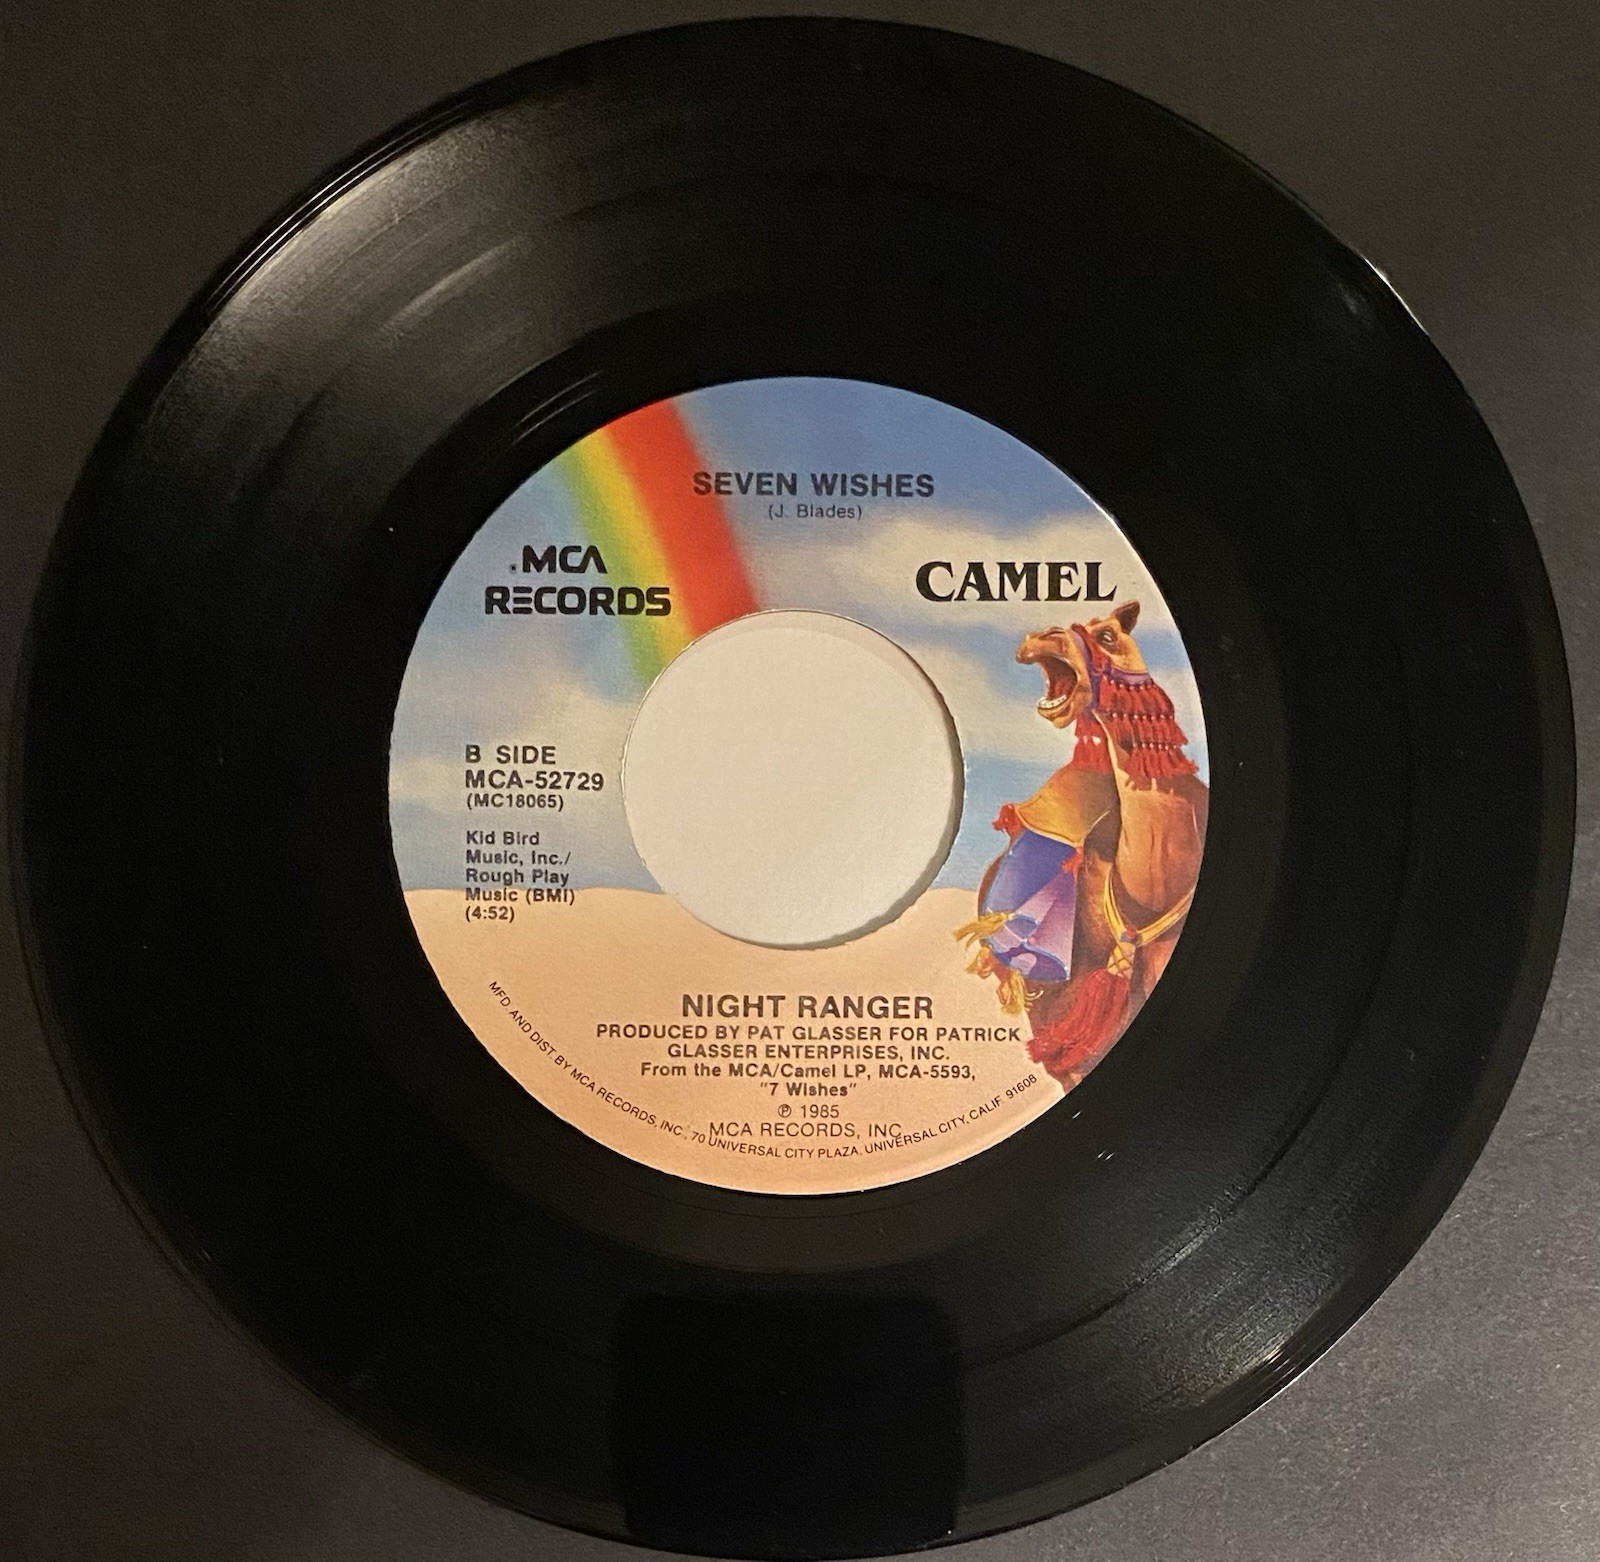 SEVEN WISHES
(J. Blades)
MCA
RECORDS
CAMEL
B SIDE
MCA-52729
(MC18065)
Kid Bird
Music, Inc./
Rough Play
Music (BMI)
(4:52)
NIGHT RANGER
PRODUCED BY PAT GLASSER FOR PATRICK
GLASSER ENTERPRISES, INC.
From the MCA/Camel LP, MCA-5593,
"7 Wishes"
℗ 1985
MCA RECORDS, INC.
MFD. AND DIST. BY MCA RECORDS, INC., 70 UNIVERSAL CITY PLAZA, UNIVERSAL CITY, CALIF. 91608